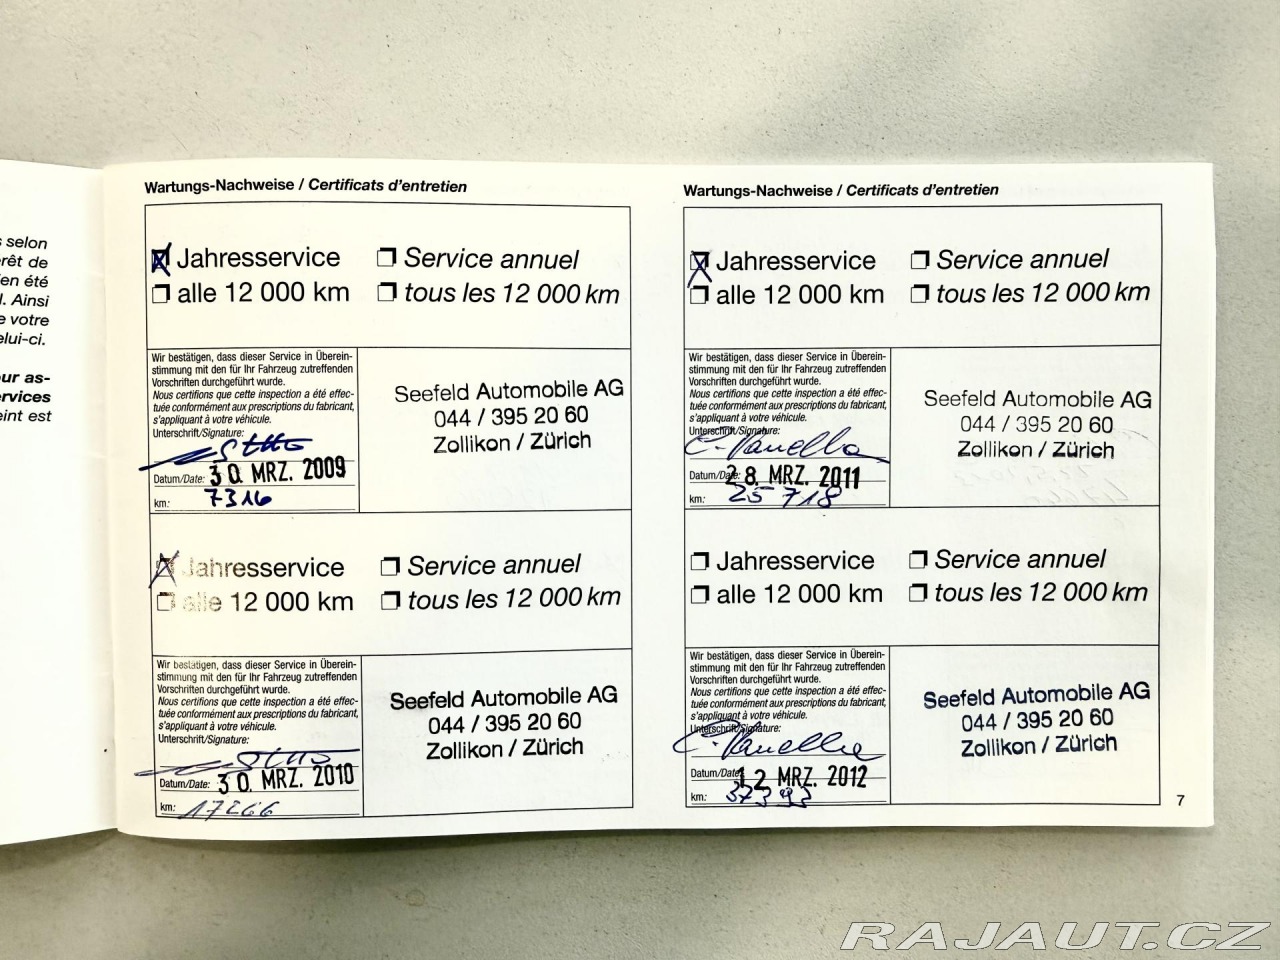 s selon
rêt de
en été
l. Ainsi
e votre
elui-ci.
ur as-
rvices
eint est
Wartungs-Nachweise / Certificats d'entretien
Jahresservice
Service annuel
alle 12 000 km
tous les 12 000 km
Wir bestätigen, dass dieser Service in Überein-
stimmung mit den für Ihr Fahrzeug zutreffenden
Vorschriften durchgeführt wurde.
Nous certifions que cette inspection a été effec-
tuée conformément aux prescriptions du fabricant,
s'appliquant à votre véhicule.
Unterschrift/Signature:
Datum/Date: 30. MRZ. 2009
km: 7316
Seefeld Automobile AG
044 / 395 20 60
Zollikon / Zürich
Jahresservice
Service annuel
alle 12 000 km
tous les 12 000 km
Wir bestätigen, dass dieser Service in Überein-
stimmung mit den für Ihr Fahrzeug zutreffenden
Vorschriften durchgeführt wurde.
Nous certifions que cette inspection a été effec-
tuée conformément aux prescriptions du fabricant,
s'appliquant à votre véhicule.
Unterschrift/Signature:
Datum/Date: 30. MRZ. 2010
km: 17266
Seefeld Automobile AG
044 / 395 20 60
Zollikon / Zürich
Wartungs-Nachweise / Certificats d'entretien
Jahresservice
Service annuel
alle 12 000 km
tous les 12 000 km
Wir bestätigen, dass dieser Service in Überein-
stimmung mit den für Ihr Fahrzeug zutreffenden
Vorschriften durchgeführt wurde.
Nous certifions que cette inspection a été effec-
tuée conformément aux prescriptions du fabricant,
s'appliquant à votre véhicule.
Unterschrift/Signature:
Datum/Date: 28. MRZ. 2011
km: 25 718
Seefeld Automobile AG
044 / 395 20 60
Zollikon / Zürich
Jahresservice
Service annuel
alle 12 000 km
tous les 12 000 km
Wir bestätigen, dass dieser Service in Überein-
stimmung mit den für Ihr Fahrzeug zutreffenden
Vorschriften durchgeführt wurde.
Nous certifions que cette inspection a été effec-
tuée conformément aux prescriptions du fabricant,
s'appliquant à votre véhicule.
Unterschrift/Signature:
Datum/Date: 12 MRZ. 2012
km: 37393
Seefeld Automobile AG
044 / 395 20 60
Zollikon / Zürich
7
RAJAUT.CZ